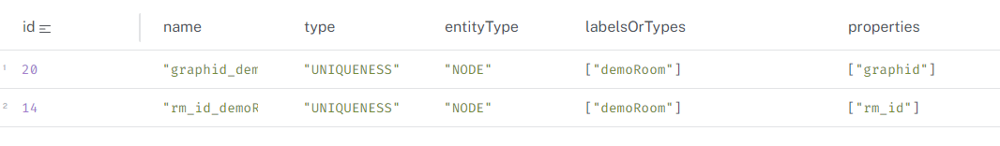 id name type entityType labelsOrTypes properties
1 20 "graphid_dem "UNIQUENESS" "NODE" ["demoRoom"] ["graphid"]
2 14 "rm_id_demoR "UNIQUENESS" "NODE" ["demoRoom"] ["rm_id"]